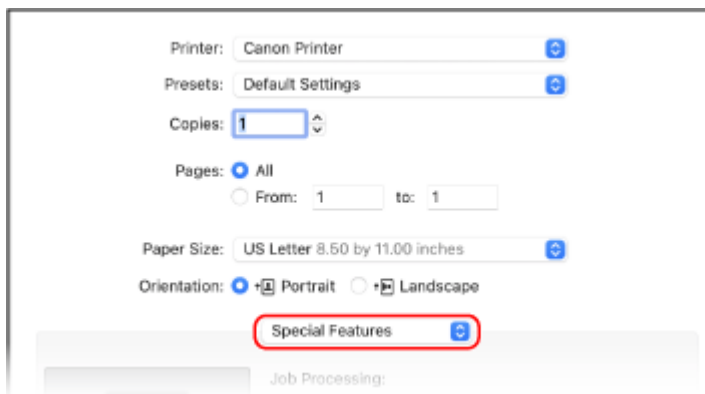 Printer: Canon Printer
Presets: Default Settings
Copies: 1
Pages: All
From: 1 to: 1
Paper Size: US Letter 8.50 by 11.00 inches
Orientation: Portrait Landscape
Special Features
Job Processing: